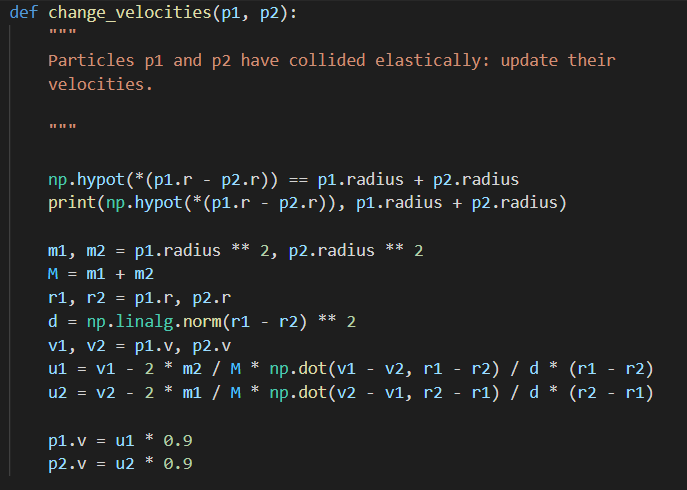 def change_velocities(p1, p2):
"""
Particles p1 and p2 have collided elastically: update their
velocities.
"""
np.hypot(*(p1.r - p2.r)) == p1.radius + p2.radius
print(np.hypot(*(p1.r - p2.r)), p1.radius + p2.radius)
m1, m2 = p1.radius ** 2, p2.radius ** 2
M = m1 + m2
r1, r2 = p1.r, p2.r
d = np.linalg.norm(r1 - r2) ** 2
v1, v2 = p1.v, p2.v
u1 = v1 - 2 * m2 / M * np.dot(v1 - v2, r1 - r2) / d * (r1 - r2)
u2 = v2 - 2 * m1 / M * np.dot(v2 - v1, r2 - r1) / d * (r2 - r1)
p1.v = u1 * 0.9
p2.v = u2 * 0.9